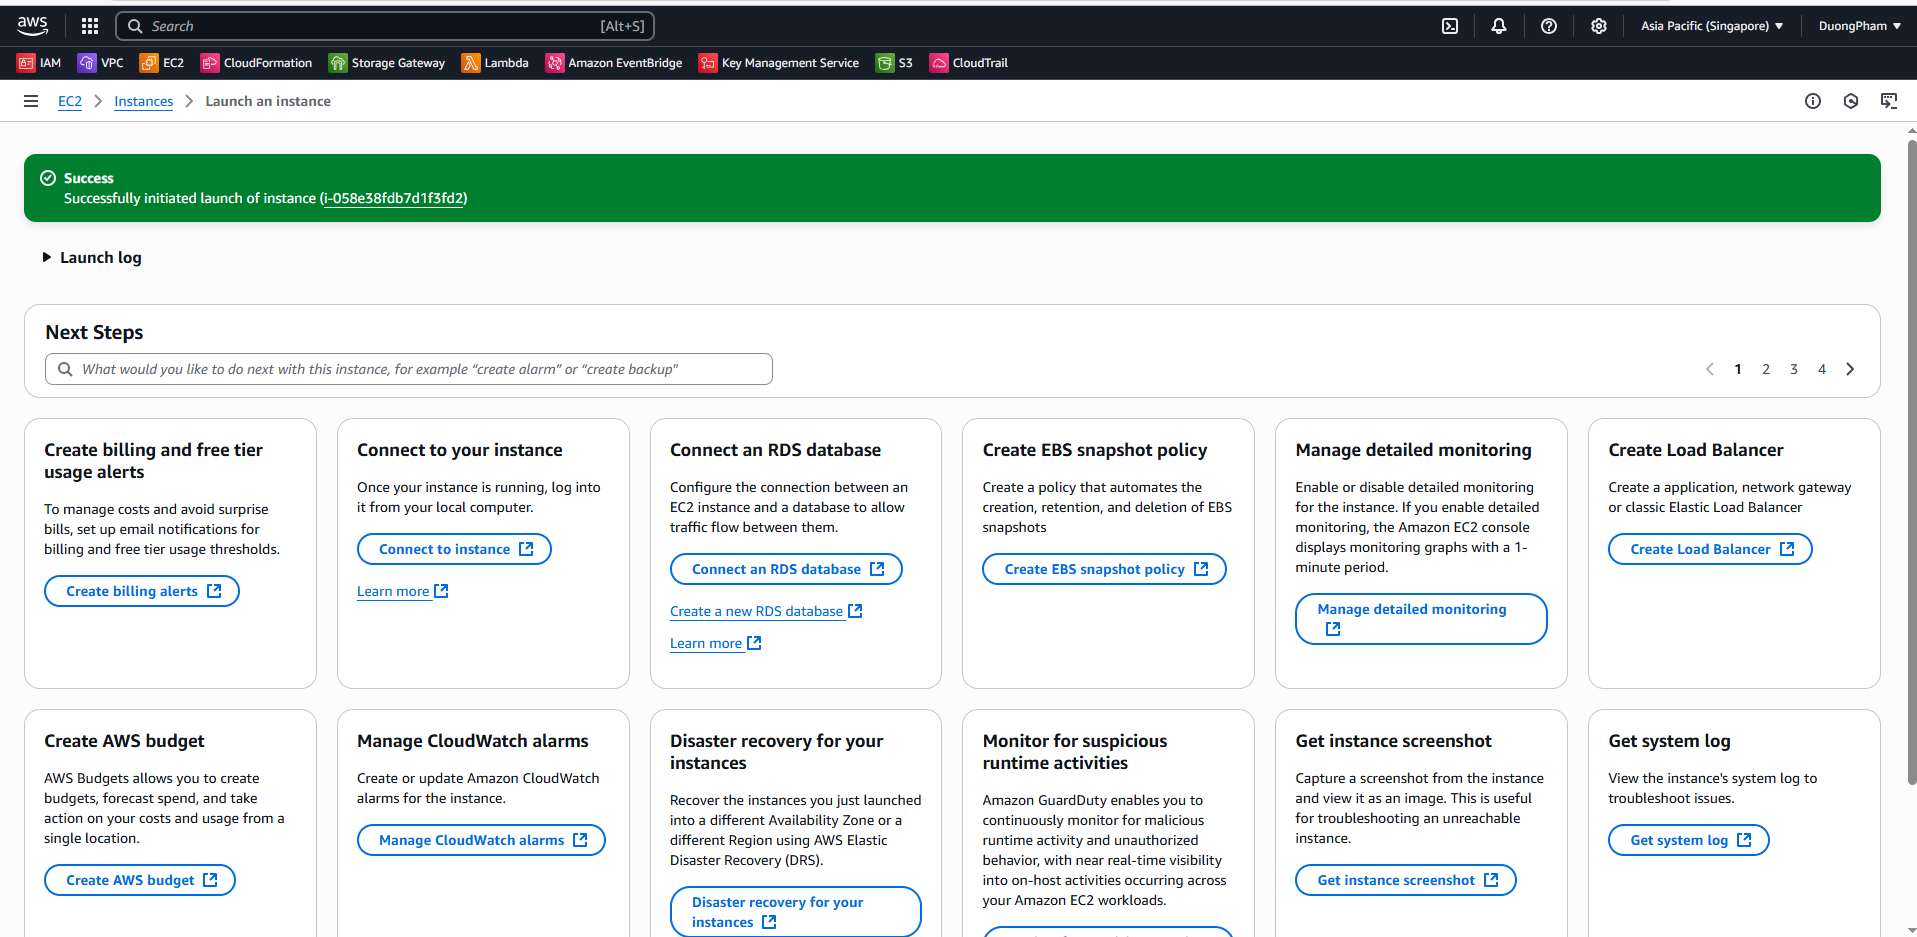 aws
Search
[Alt+S]
Asia Pacific (Singapore)
DuongPham
IAM
VPC
EC2
CloudFormation
Storage Gateway
Lambda
Amazon EventBridge
Key Management Service
S3
CloudTrail
EC2
Instances
Launch an instance
Success
Successfully initiated launch of instance (i-058e38fdb7d1f3fd2)
Launch log
Next Steps
What would you like to do next with this instance, for example “create alarm” or “create backup"
1 2 3 4
Create billing and free tier
usage alerts
To manage costs and avoid surprise
bills, set up email notifications for
billing and free tier usage thresholds.
Create billing alerts
Connect to your instance
Once your instance is running, log into
it from your local computer.
Connect to instance
Learn more
Connect an RDS database
Configure the connection between an
EC2 instance and a database to allow
traffic flow between them.
Connect an RDS database
Create a new RDS database
Learn more
Create EBS snapshot policy
Create a policy that automates the
creation, retention, and deletion of EBS
snapshots
Create EBS snapshot policy
Manage detailed monitoring
Enable or disable detailed monitoring
for the instance. If you enable detailed
monitoring, the Amazon EC2 console
displays monitoring graphs with a 1-
minute period.
Manage detailed monitoring
Create Load Balancer
Create a application, network gateway
or classic Elastic Load Balancer
Create Load Balancer
Create AWS budget
AWS Budgets allows you to create
budgets, forecast spend, and take
action on your costs and usage from a
single location.
Create AWS budget
Manage CloudWatch alarms
Create or update Amazon CloudWatch
alarms for the instance.
Manage CloudWatch alarms
Disaster recovery for your
instances
Recover the instances you just launched
into a different Availability Zone or a
different Region using AWS Elastic
Disaster Recovery (DRS).
Disaster recovery for your
instances
Monitor for suspicious
runtime activities
Amazon GuardDuty enables you to
continuously monitor for malicious
runtime activity and unauthorized
behavior, with near real-time visibility
into on-host activities occurring across
your Amazon EC2 workloads.
Get instance screenshot
Capture a screenshot from the instance
and view it as an image. This is useful
for troubleshooting an unreachable
instance.
Get instance screenshot
Get system log
View the instance's system log to
troubleshoot issues.
Get system log